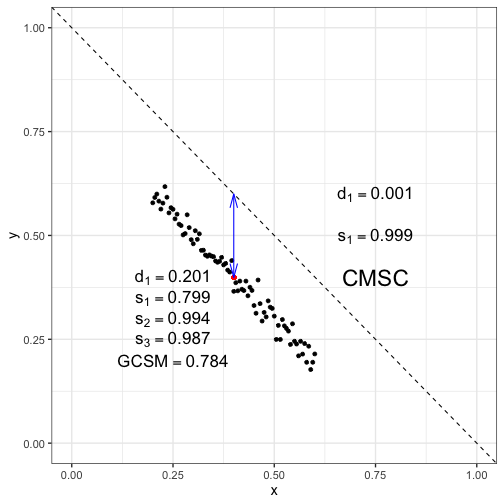 1.00
0.75
0.50
0.25
0.00
y
d₁ = 0.001
s₁ = 0.999
CMSC
d₁ = 0.201
s₁ = 0.799
s₂ = 0.994
s₃ = 0.987
GCSM = 0.784
0.00 0.25 0.50 0.75 1.00
x